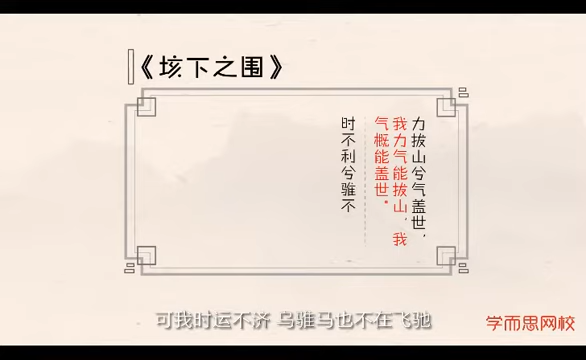 《垓下之围》
力拔山兮气盖世，
我力气能拔山，我
气概能盖世。
时不利兮骓不
可我时运不济 乌骓马也不在飞驰
学而思网校